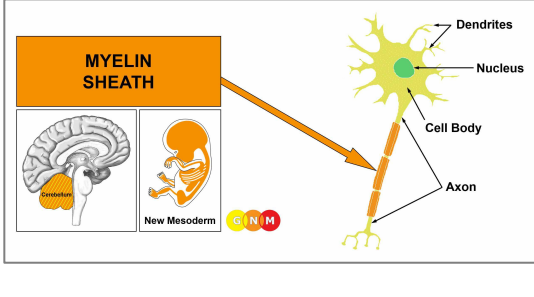 MYELIN
SHEATH
Cerebellum
New Mesoderm
G N M
Dendrites
Nucleus
Cell Body
Axon